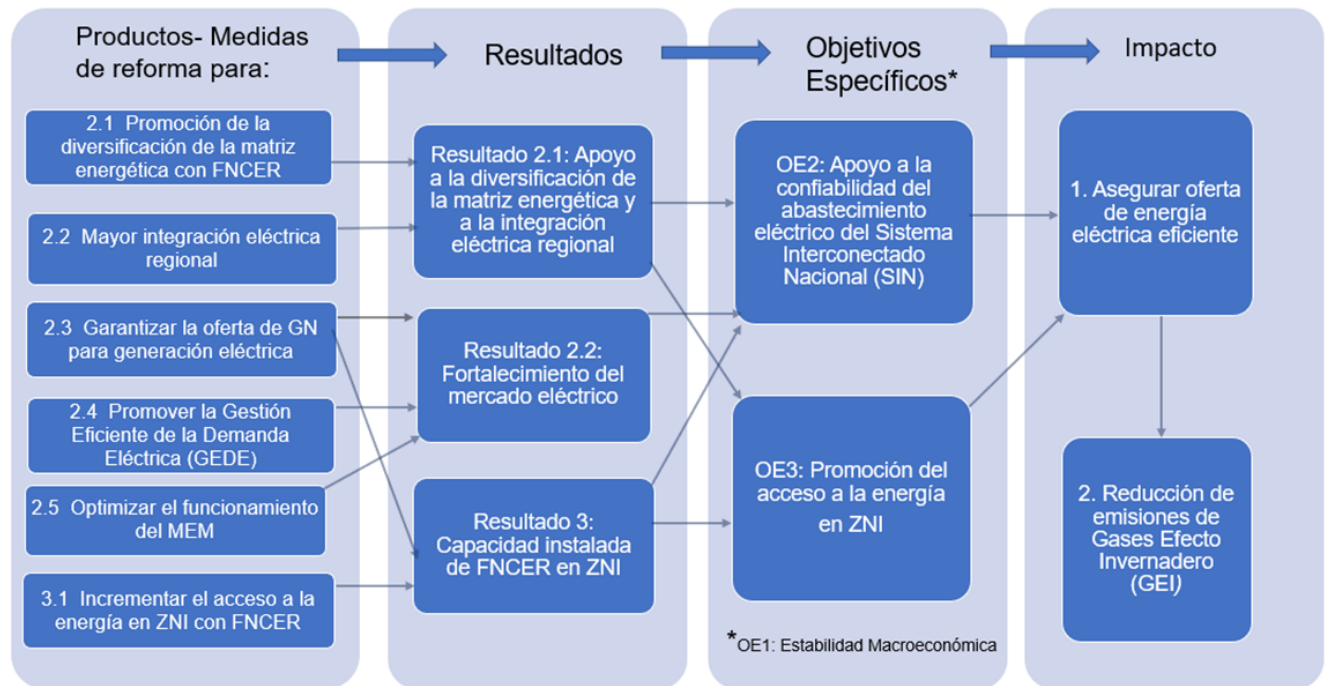 Productos- Medidas
de reforma para:
Resultados
Objetivos
Específicos*
Impacto
2.1 Promoción de la
diversificación de la matriz
energética con FNCER
2.2 Mayor integración eléctrica
regional
2.3 Garantizar la oferta de GN
para generación eléctrica
2.4 Promover la Gestión
Eficiente de la Demanda
Eléctrica (GEDE)
2.5 Optimizar el funcionamiento
del MEM
3.1 Incrementar el acceso a la
energía en ZNI con FNCER
Resultado 2.1: Apoyo
a la diversificación de
la matriz energética y
a la integración
eléctrica regional
Resultado 2.2:
Fortalecimiento del
mercado eléctrico
Resultado 3:
Capacidad instalada
de FNCER en ZNI
OE2: Apoyo a la
confiabilidad del
abastecimiento
eléctrico del Sistema
Interconectado
Nacional (SIN)
OE3: Promoción del
acceso a la energía
en ZNI
*OE1: Estabilidad Macroeconómica
1. Asegurar oferta
de energía
eléctrica eficiente
2. Reducción de
emisiones de
Gases Efecto
Invernadero
(GEI)